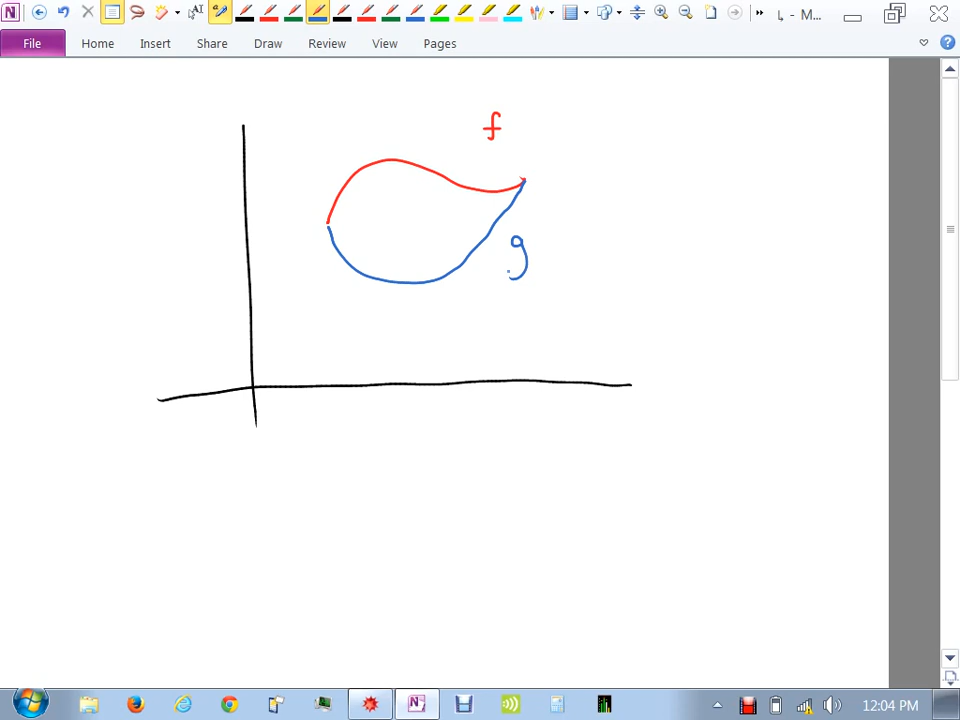 - M...
File
Home
Insert
Share
Draw
Review
View
Pages
f
g
12:04 PM